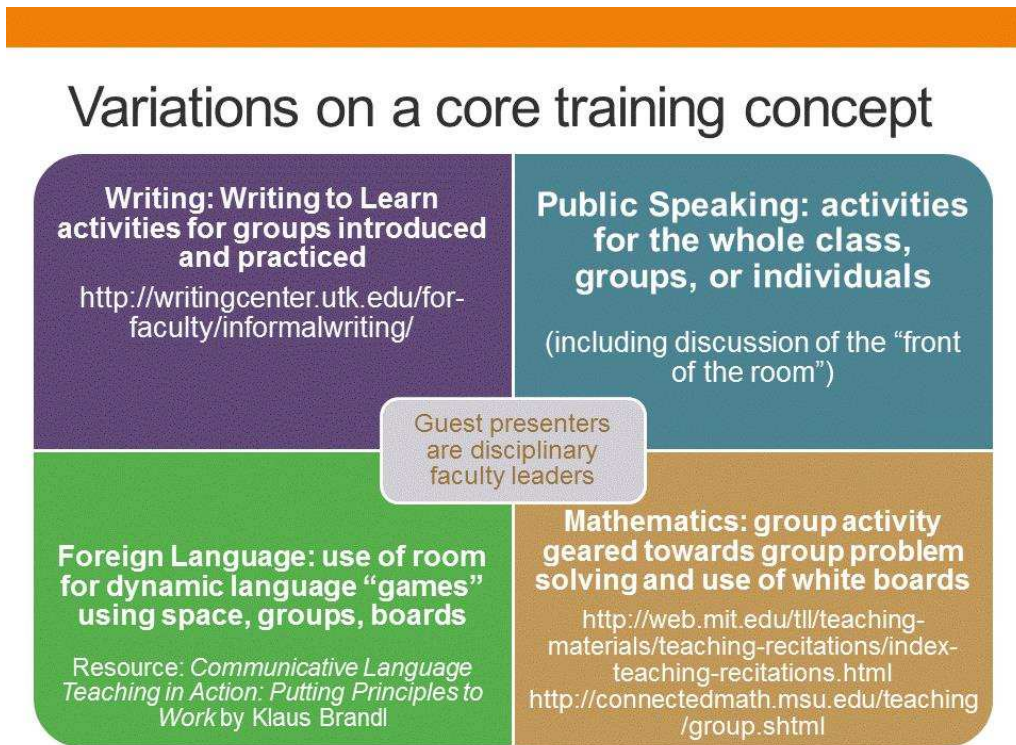 Variations on a core training concept
Writing: Writing to Learn
activities for groups introduced
and practiced
http://writingcenter.utk.edu/for-
faculty/informalwriting/
Public Speaking: activities
for the whole class,
groups, or individuals
(including discussion of the “front
of the room”)
Guest presenters
are disciplinary
faculty leaders
Foreign Language: use of room
for dynamic language “games”
using space, groups, boards
Resource: Communicative Language
Teaching in Action: Putting Principles to
Work by Klaus Brandl
Mathematics: group activity
geared towards group problem
solving and use of white boards
http://web.mit.edu/tll/teaching-
materials/teaching-recitations/index-
teaching-recitations.html
http://connectedmath.msu.edu/teaching
/group.shtml